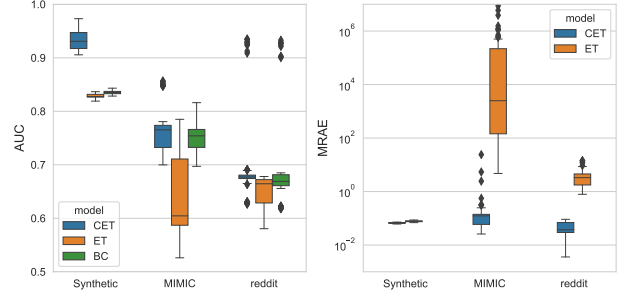 1.0
0.9
0.8
0.7
0.6
0.5
AUC
model
CET
ET
BC
Synthetic MIMIC reddit
10^6
10^4
10^2
10^0
10^−2
MRAE
model
CET
ET
Synthetic MIMIC reddit